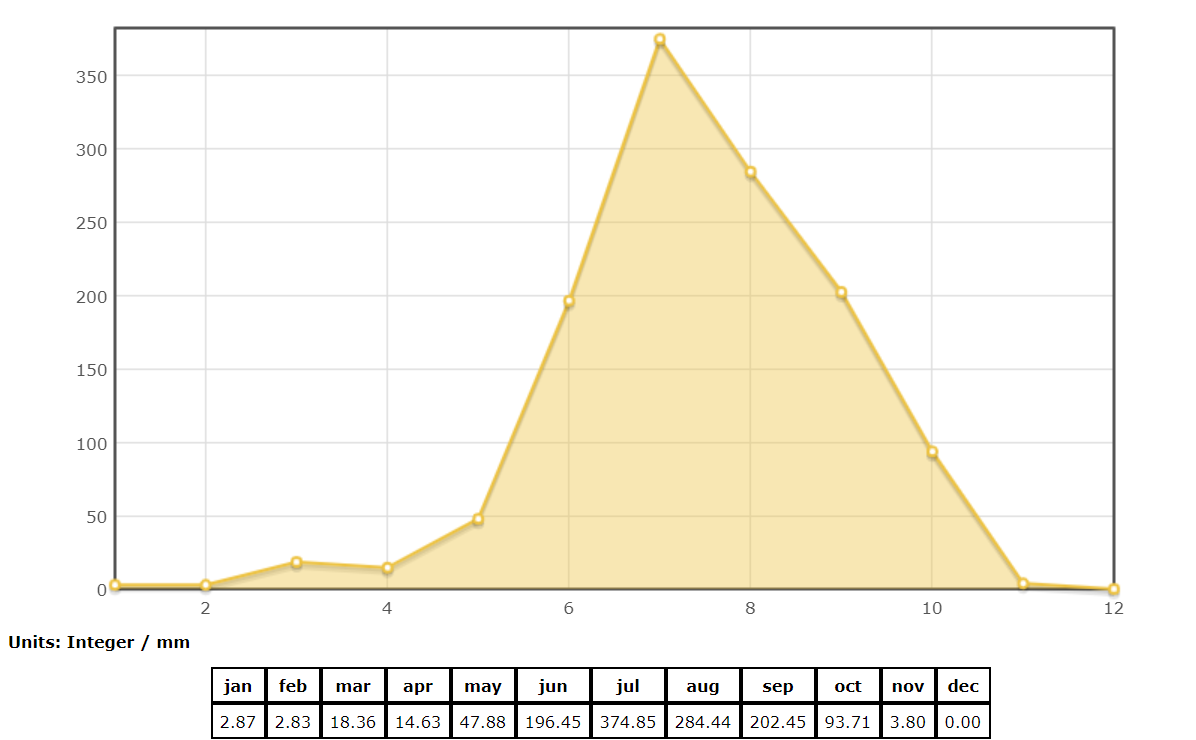 350
300
250
200
150
100
50
0
2 4 6 8 10 12
Units: Integer / mm
jan feb mar apr may jun jul aug sep oct nov dec
2.87 2.83 18.36 14.63 47.88 196.45 374.85 284.44 202.45 93.71 3.80 0.00